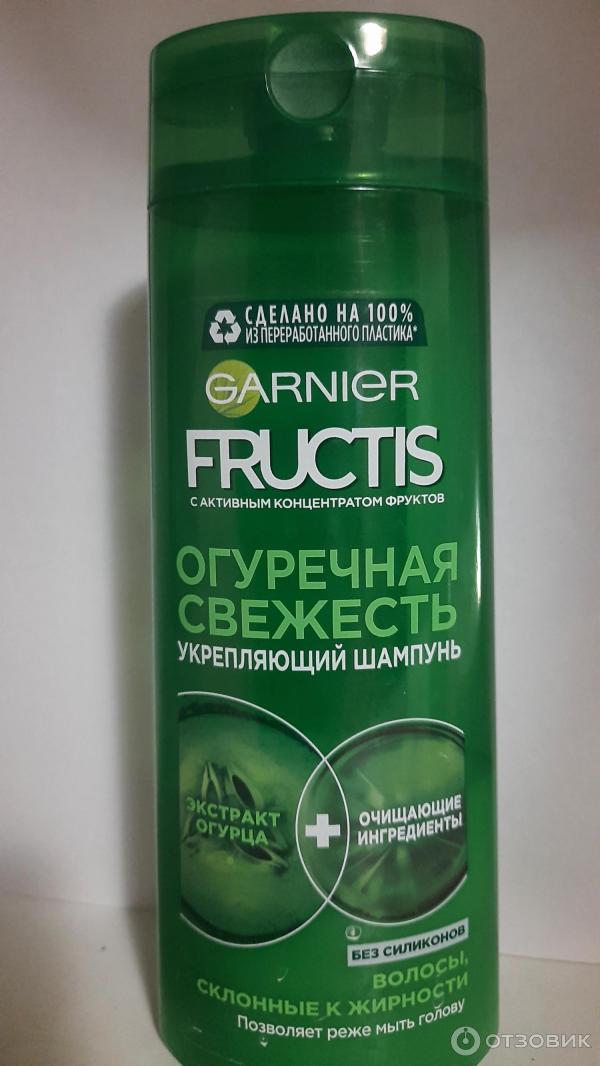 СДЕЛАНО НА 100%
ИЗ ПЕРЕРАБОТАННОГО ПЛАСТИКА*
GARNIER
FRUCTIS
С АКТИВНЫМ КОНЦЕНТРАТОМ ФРУКТОВ
ОГУРЕЧНАЯ
СВЕЖЕСТЬ
УКРЕПЛЯЮЩИЙ ШАМПУНЬ
ЭКСТРАКТ
ОГУРЦА
+
ОЧИЩАЮЩИЕ
ИНГРЕДИЕНТЫ
БЕЗ СИЛИКОНОВ
ВОЛОСЫ,
СКЛОННЫЕ К ЖИРНОСТИ
Позволяет реже мыть голову
ОТЗОВИК